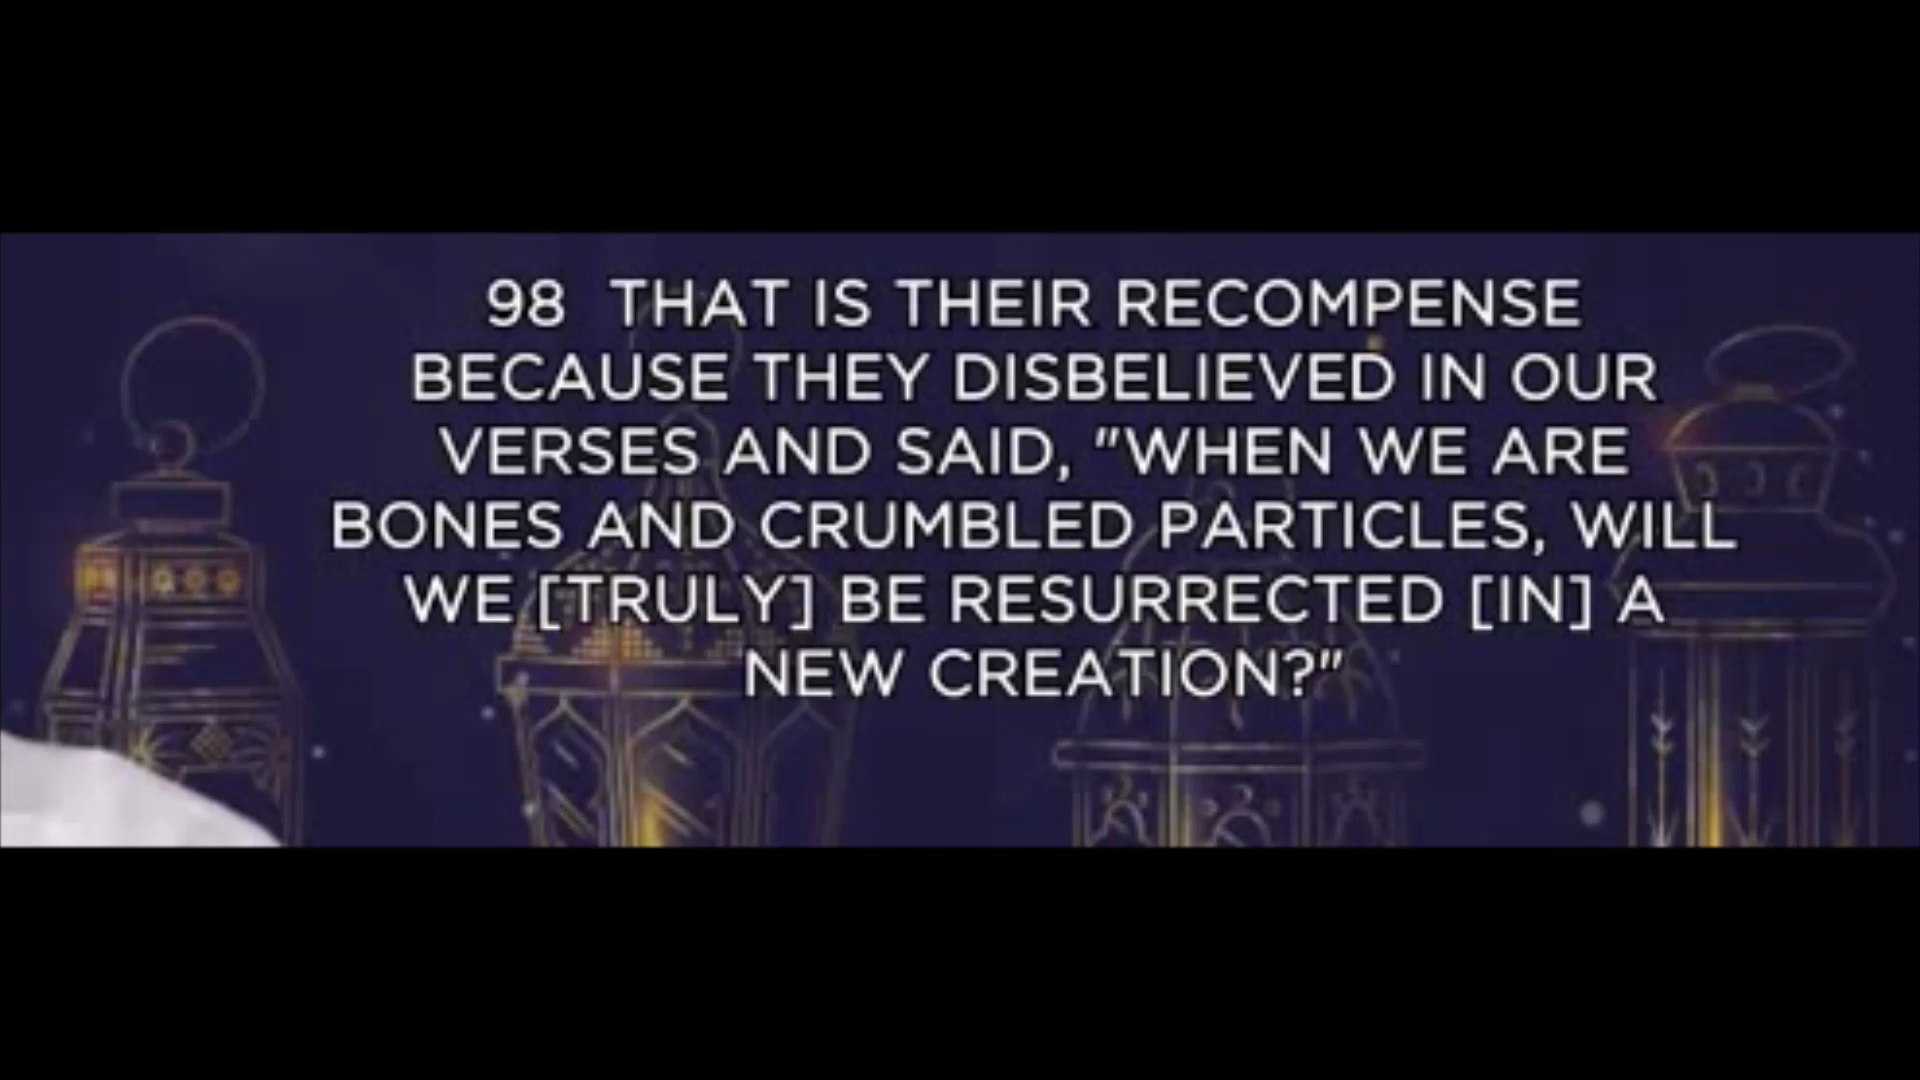 98 THAT IS THEIR RECOMPENSE
BECAUSE THEY DISBELIEVED IN OUR
VERSES AND SAID, "WHEN WE ARE
BONES AND CRUMBLED PARTICLES, WILL
WE [TRULY] BE RESURRECTED [IN] A
NEW CREATION?"